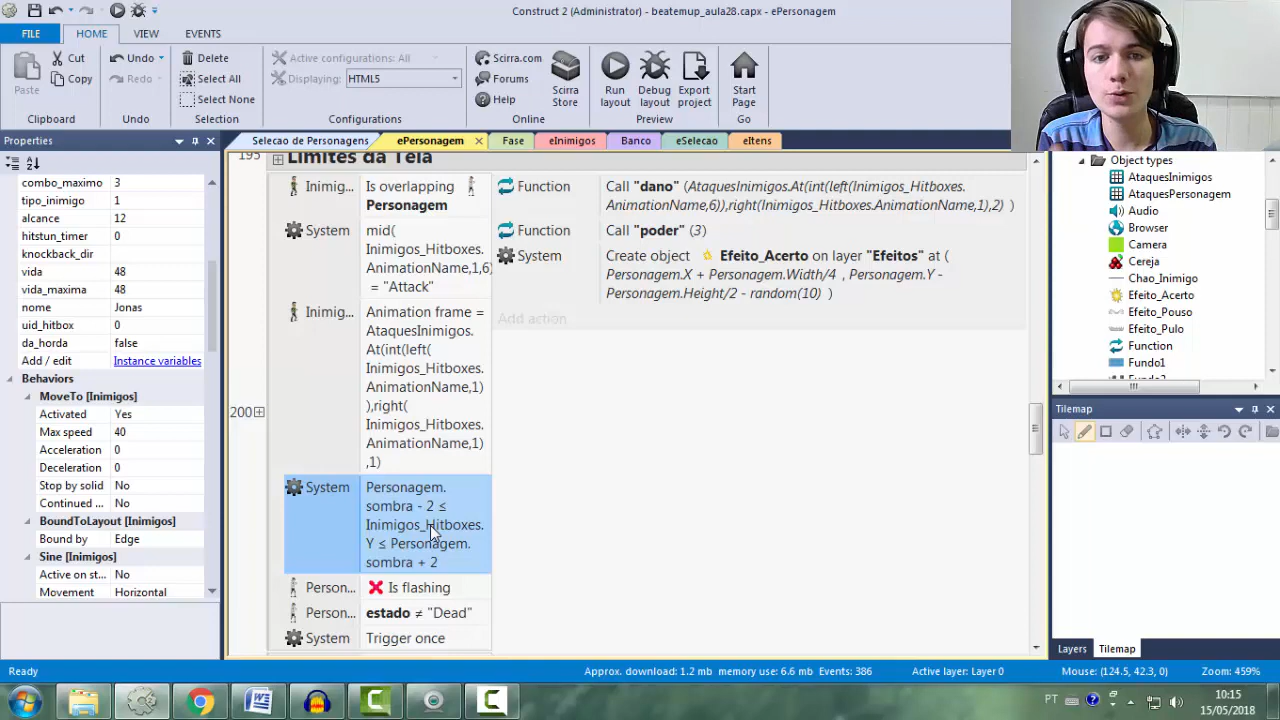 Construct 2 (Administrator) - beatemup_aula28.capx - ePersonagem
FILE HOME VIEW EVENTS
Paste
Cut
Copy
Clipboard
Undo
Redo
Undo
Delete
Select All
Select None
Selection
Active configurations: All
Displaying: HTML5
Configurations
Scirra.com
Forums
Help
Scirra Store
Online
Run layout
Debug layout
Export project
Preview
Start Page
Go
Properties
combo_maximo 3
tipo_inimigo 1
alcance 12
hitstun_timer 0
knockback_dir
vida 48
vida_maxima 48
nome Jonas
uid_hitbox 0
da_horda false
Add / edit Instance variables
Behaviors
MoveTo [Inimigos]
Activated Yes
Max speed 40
Acceleration 0
Deceleration 0
Stop by solid No
Continued ... No
BoundToLayout [Inimigos]
Bound by Edge
Sine [Inimigos]
Active on st... No
Movement Horizontal
Selecao de Personagens ePersonagem Fase eInimigos Banco eSelecao eItens
195 Limites da Tela
Inimig... Is overlapping
Personagem
System mid(
Inimigos_Hitboxes.
AnimationName,1,6)
= "Attack"
Inimig... Animation frame =
AtaquesInimigos.
At(int(left(
Inimigos_Hitboxes.
AnimationName,1)
),right(
Inimigos_Hitboxes.
AnimationName,1)
,1)
200
System Personagem.
sombra - 2 ≤
Inimigos_Hitboxes.
Y ≤ Personagem.
sombra + 2
Person... Is flashing
Person... estado ≠ "Dead"
System Trigger once
Function Call "dano" (AtaquesInimigos.At(int(left(Inimigos_Hitboxes.
AnimationName,6)),right(Inimigos_Hitboxes.AnimationName,1),2) )
Function Call "poder" (3)
System Create object Efeito_Acerto on layer "Efeitos" at (
Personagem.X + Personagem.Width/4 , Personagem.Y -
Personagem.Height/2 - random(10) )
Add action
Object types
AtaquesInimigos
AtaquesPersonagem
Audio
Browser
Camera
Cereja
Chao_Inimigo
Efeito_Acerto
Efeito_Pouso
Efeito_Pulo
Function
Fundo1
Tilemap
Layers Tilemap
Ready Approx. download: 1.2 mb memory use: 6.6 mb Events: 386 Active layer: Layer 0 Mouse: (124.5, 42.3, 0) Zoom: 459%
PT
10:15
15/05/2018